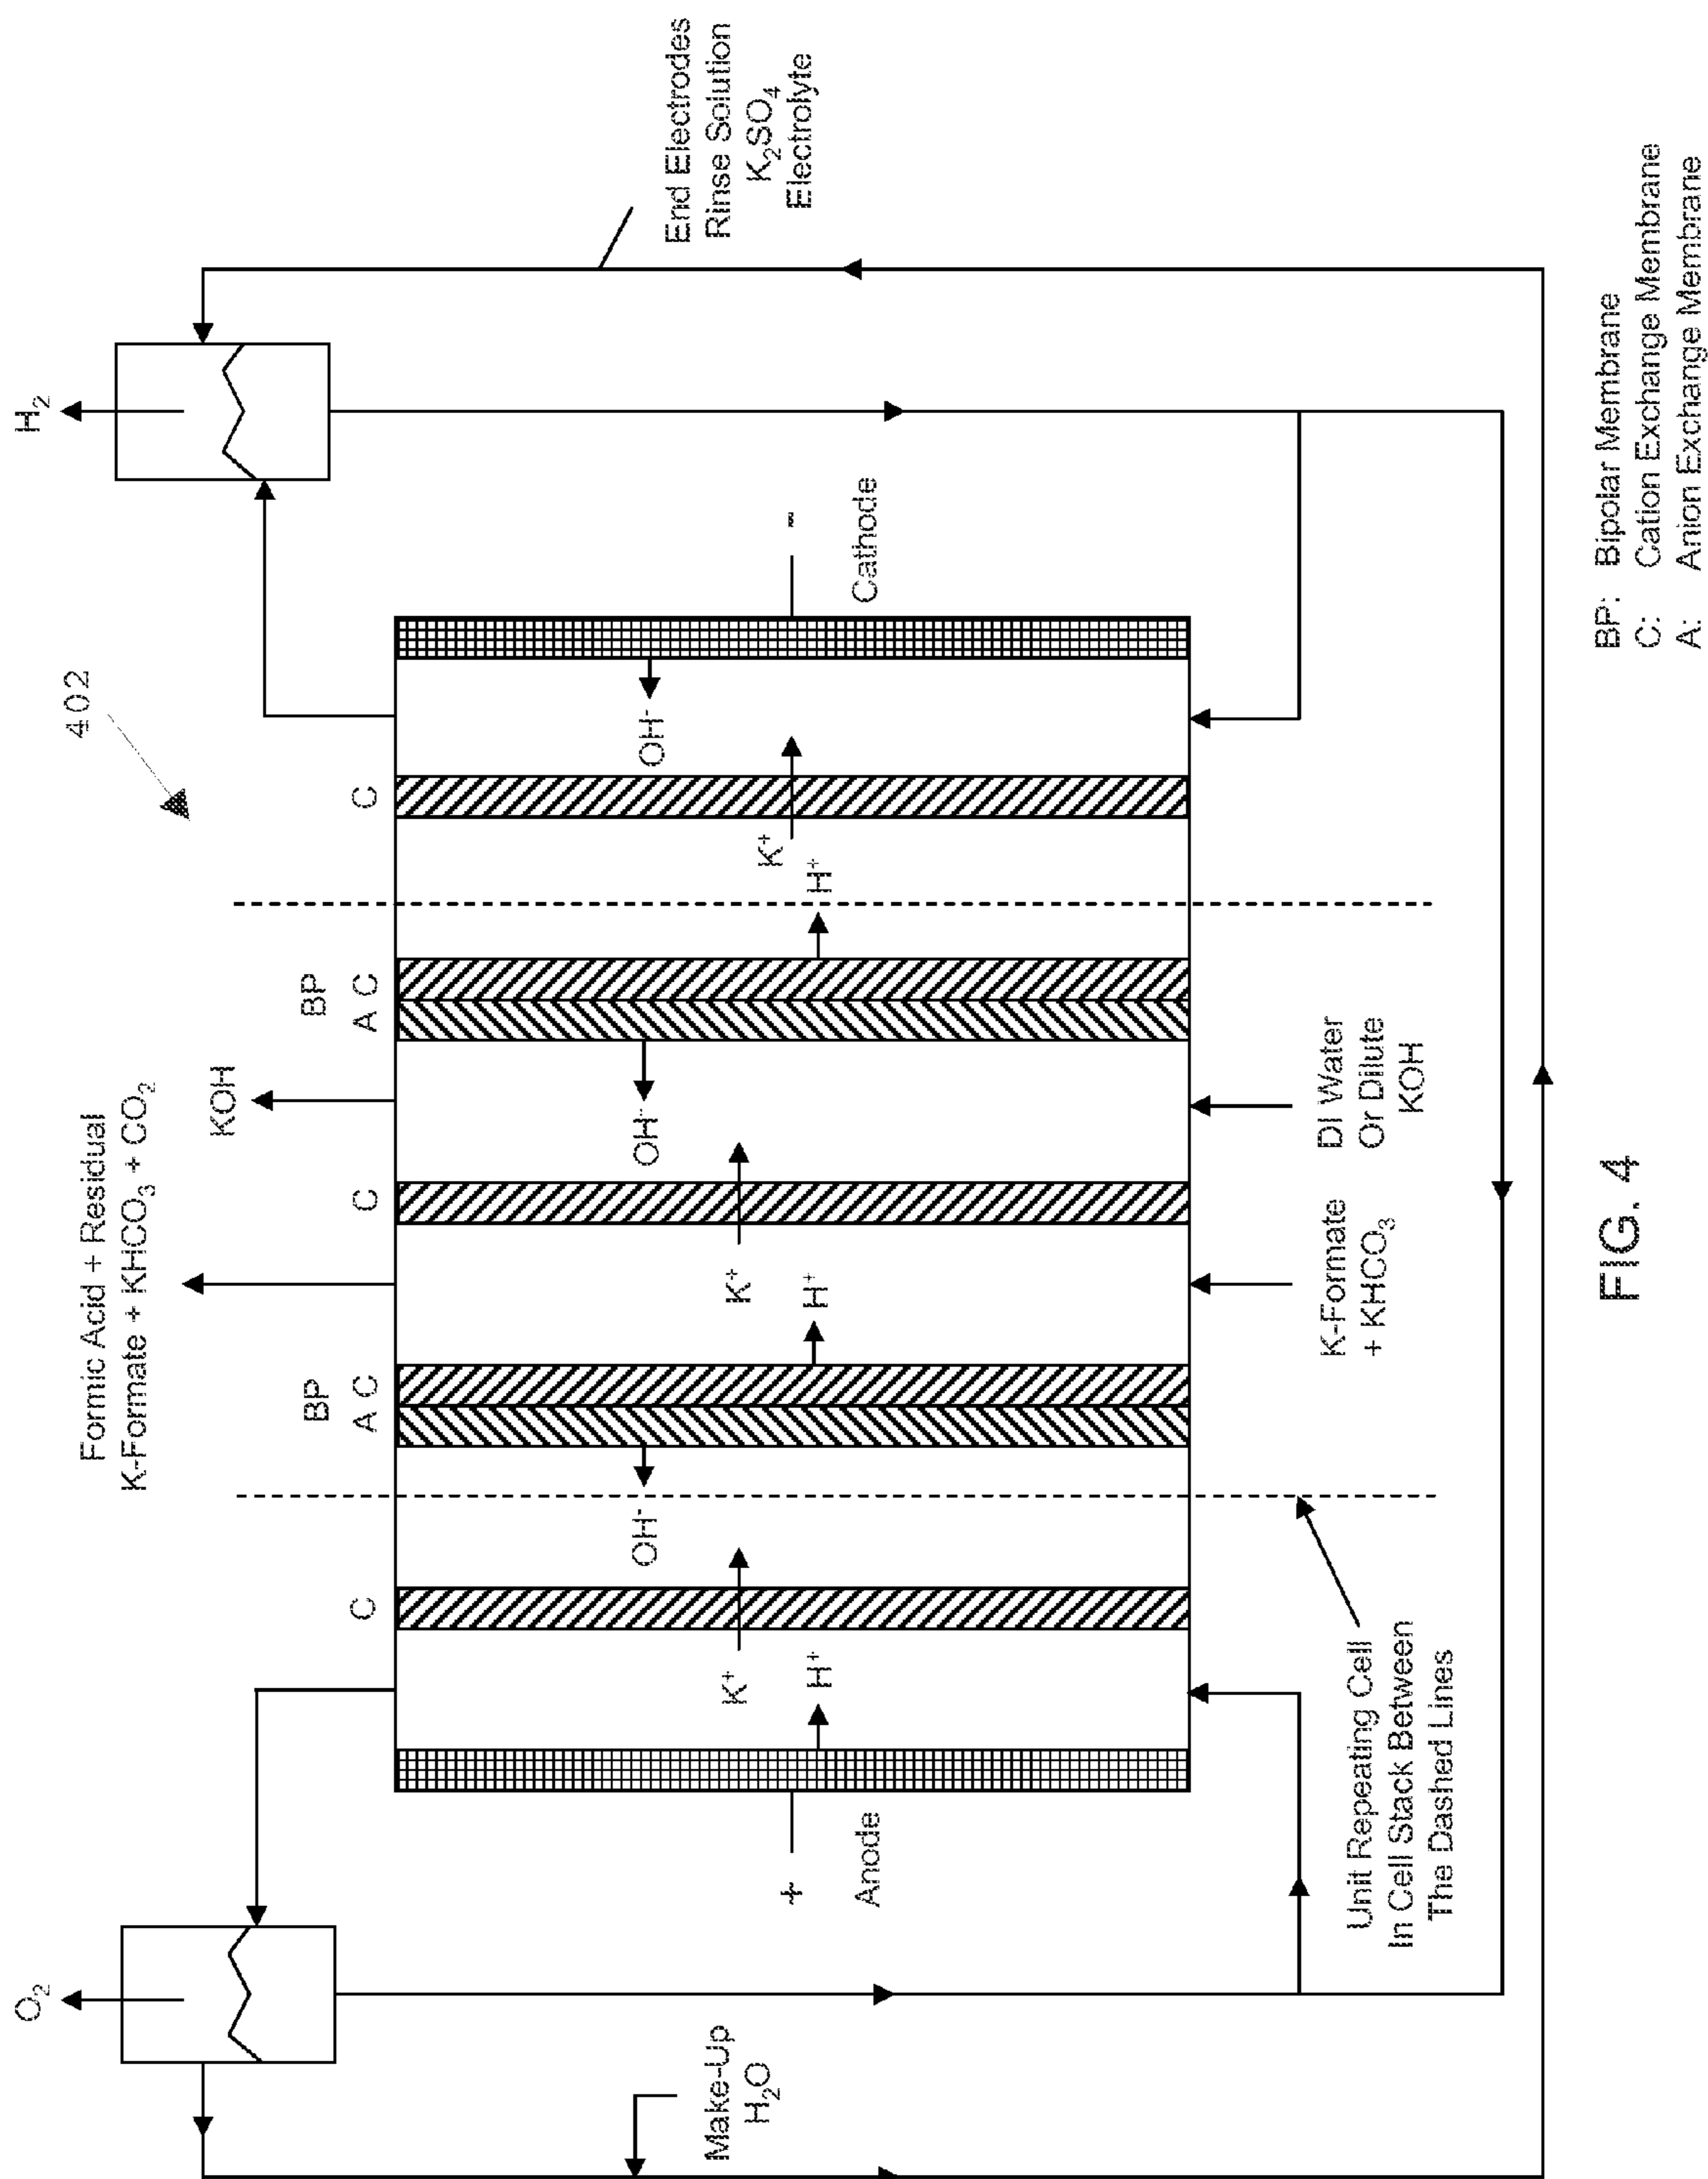 402
O₂
H₂
Formic Acid + Residual
K-Formate + KHCO₃ + CO₂
KOH
BP
A C
BP
A C
C
C
C
End Electrodes
Rinse Solution
K₂SO₄
Electrolyte
Make-Up
H₂O
+
Anode
-
Cathode
OH⁻
OH⁻
OH⁻
K⁺
K⁺
K⁺
H⁺
H⁺
H⁺
Unit Repeating Cell
In Cell Stack Between
The Dashed Lines
K-Formate
+ KHCO₃
DI Water
Or Dilute
KOH
BP: Bipolar Membrane
C: Cation Exchange Membrane
A: Anion Exchange Membrane
FIG. 4